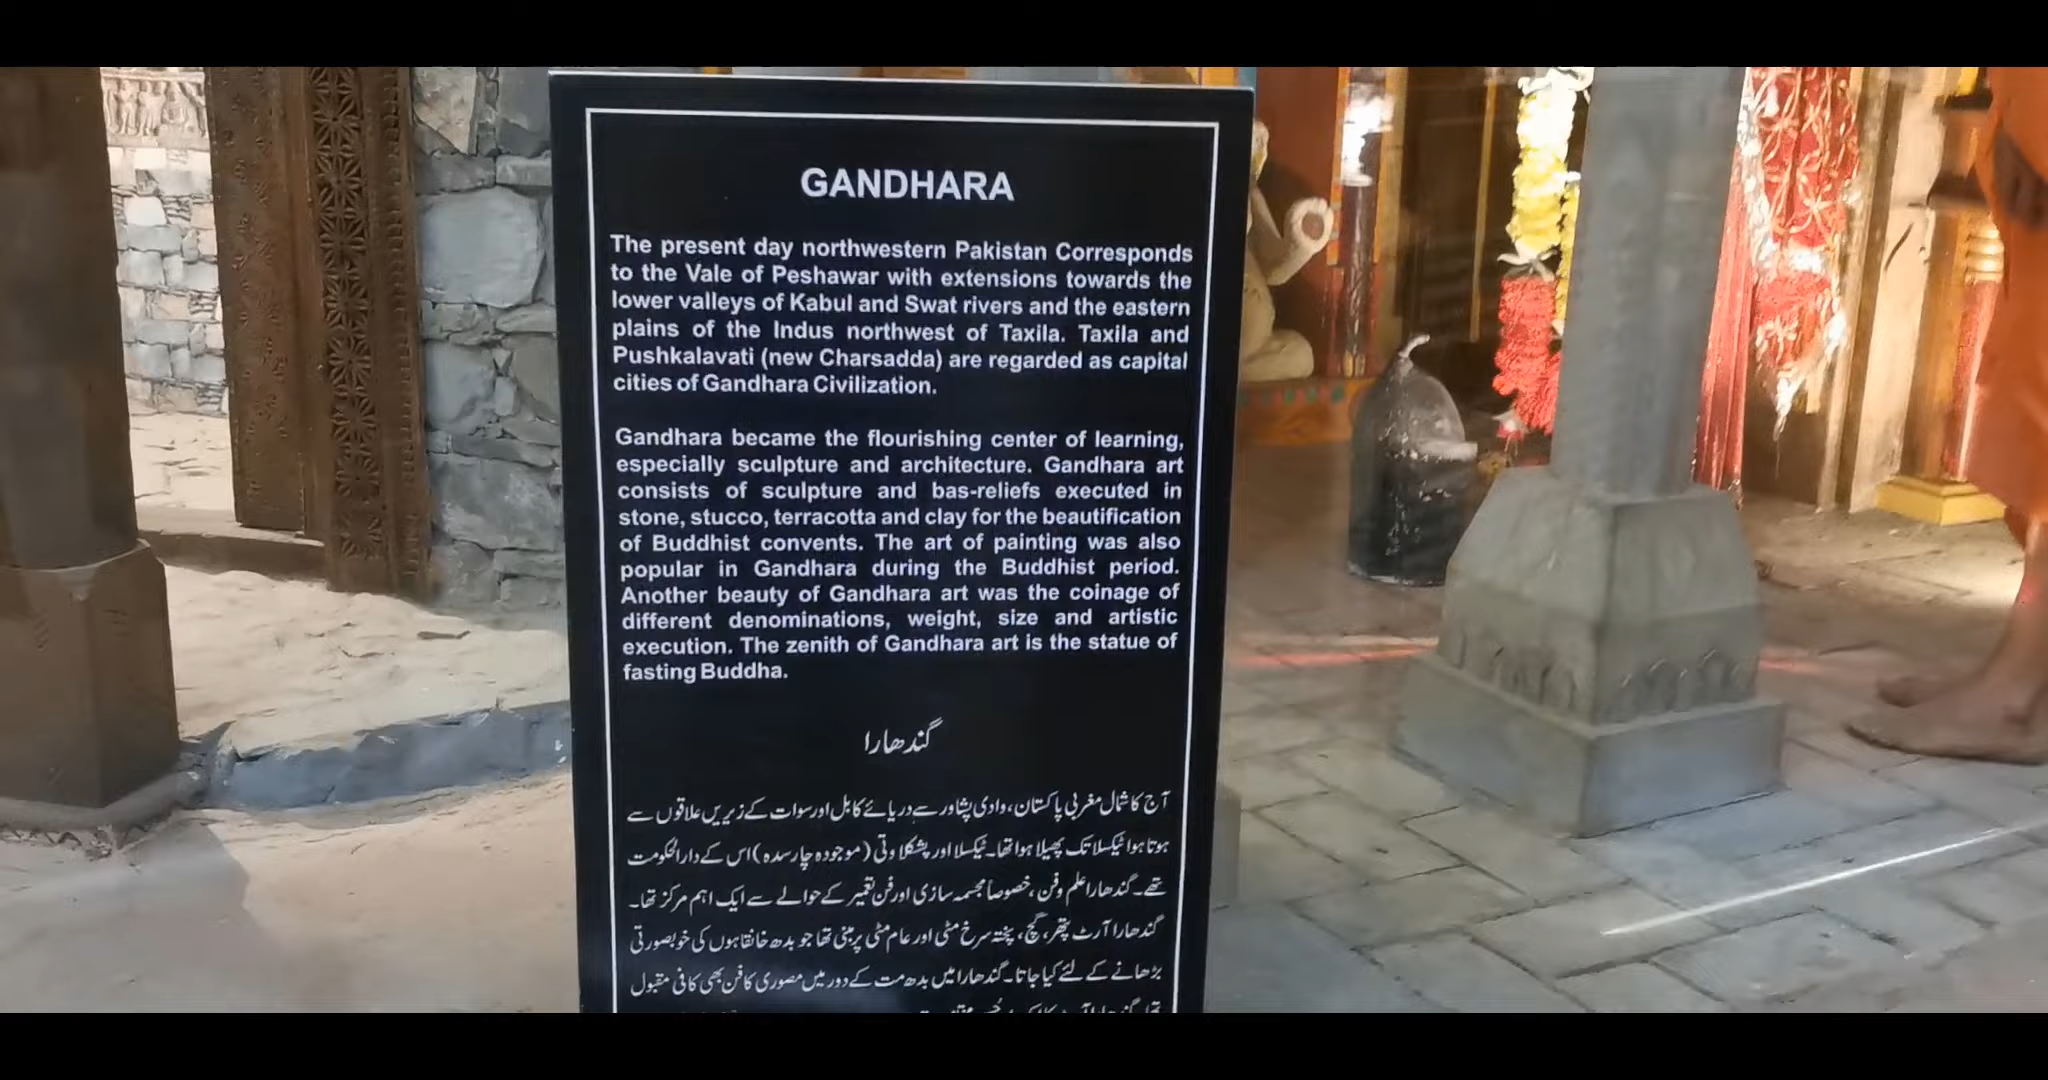 GANDHARA
The present day northwestern Pakistan Corresponds
to the Vale of Peshawar with extensions towards the
lower valleys of Kabul and Swat rivers and the eastern
plains of the Indus northwest of Taxila. Taxila and
Pushkalavati (new Charsadda) are regarded as capital
cities of Gandhara Civilization.
Gandhara became the flourishing center of learning,
especially sculpture and architecture. Gandhara art
consists of sculpture and bas-reliefs executed in
stone, stucco, terracotta and clay for the beautification
of Buddhist convents. The art of painting was also
popular in Gandhara during the Buddhist period.
Another beauty of Gandhara art was the coinage of
different denominations, weight, size and artistic
execution. The zenith of Gandhara art is the statue of
fasting Buddha.
گندھارا
آج کا شمال مغربی پاکستان، وادی پشاور سے دریائے کابل اور سوات کے زیریں علاقوں سے
ہوتا ہوا ٹیکسلا تک پھیلا ہوا تھا۔ ٹیکسلا اور پشکلاوتی (موجودہ چارسدہ) اس کے دارالحکومت
تھے۔ گندھارا علم وفن، خصوصاً مجسمہ سازی اور فن تعمیر کے حوالے سے ایک اہم مرکز تھا۔
گندھارا آرٹ پتھر، گچ، پختہ سرخ مٹی اور عام مٹی پر مبنی تھا جو بدھ خانقاہوں کی خوبصورتی
بڑھانے کے لئے کیا جاتا۔ گندھارا میں بدھ مت کے دور میں مصوری کا فن بھی کافی مقبول